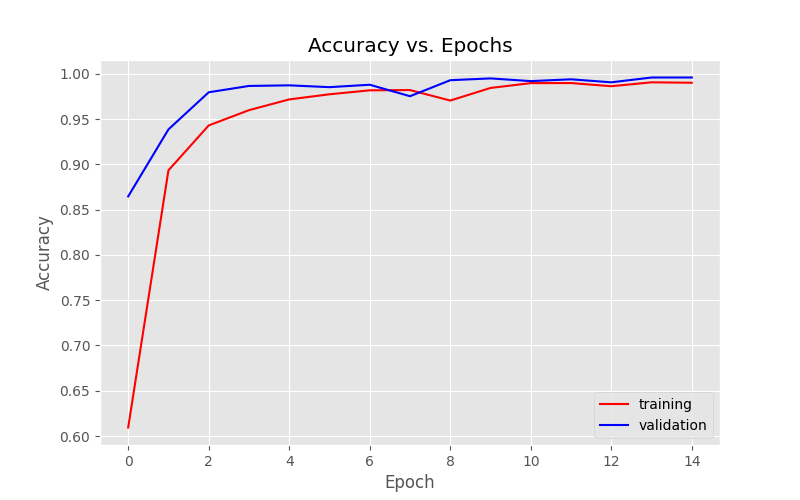 Accuracy vs. Epochs
Accuracy
1.00
0.95
0.90
0.85
0.80
0.75
0.70
0.65
0.60
training
validation
0 2 4 6 8 10 12 14
Epoch